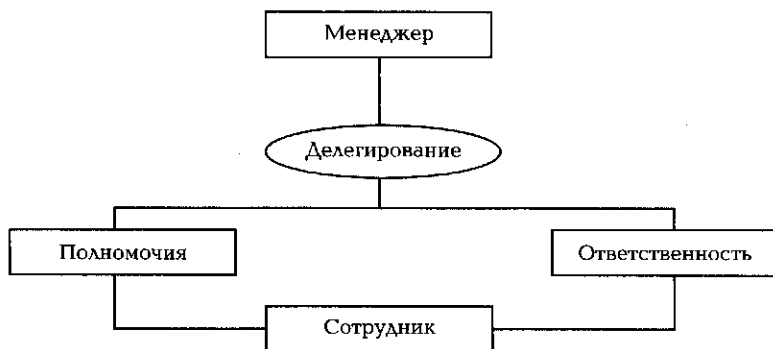 Менеджер
Делегирование
Полномочия
Ответственность
Сотрудник